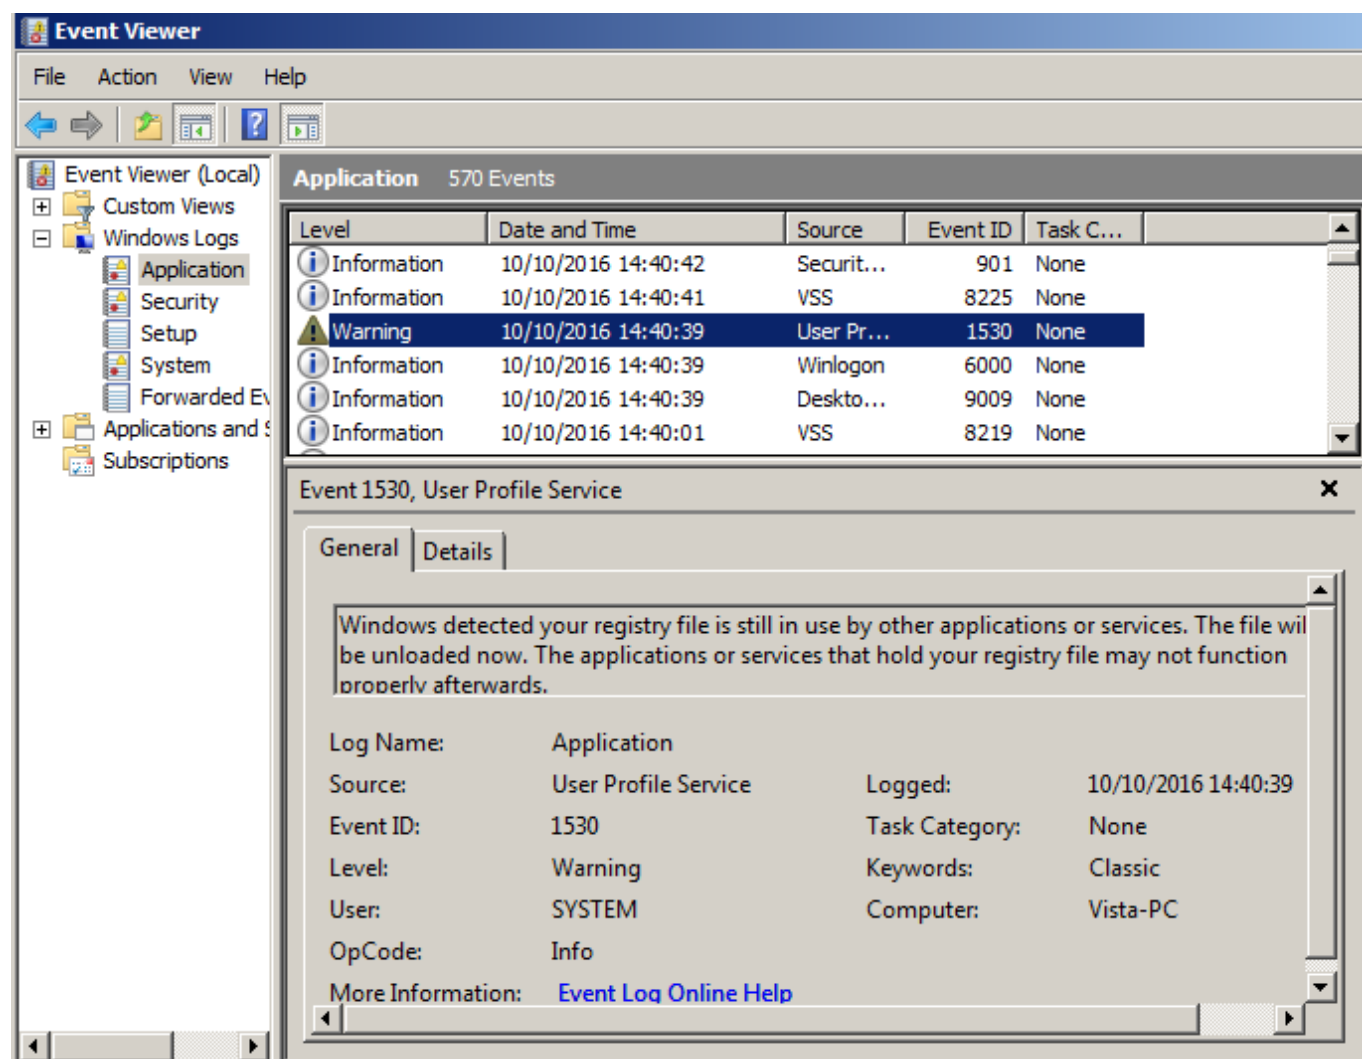 Event Viewer
File Action View Help
Event Viewer (Local)
Custom Views
Windows Logs
Application
Security
Setup
System
Forwarded Ev
Applications and S
Subscriptions
Application 570 Events
Level Date and Time Source Event ID Task C...
Information 10/10/2016 14:40:42 Securit... 901 None
Information 10/10/2016 14:40:41 VSS 8225 None
Warning 10/10/2016 14:40:39 User Pr... 1530 None
Information 10/10/2016 14:40:39 Winlogon 6000 None
Information 10/10/2016 14:40:39 Deskto... 9009 None
Information 10/10/2016 14:40:01 VSS 8219 None
Event 1530, User Profile Service
General Details
Windows detected your registry file is still in use by other applications or services. The file wil
be unloaded now. The applications or services that hold your registry file may not function
properly afterwards.
Log Name: Application
Source: User Profile Service Logged: 10/10/2016 14:40:39
Event ID: 1530 Task Category: None
Level: Warning Keywords: Classic
User: SYSTEM Computer: Vista-PC
OpCode: Info
More Information: Event Log Online Help